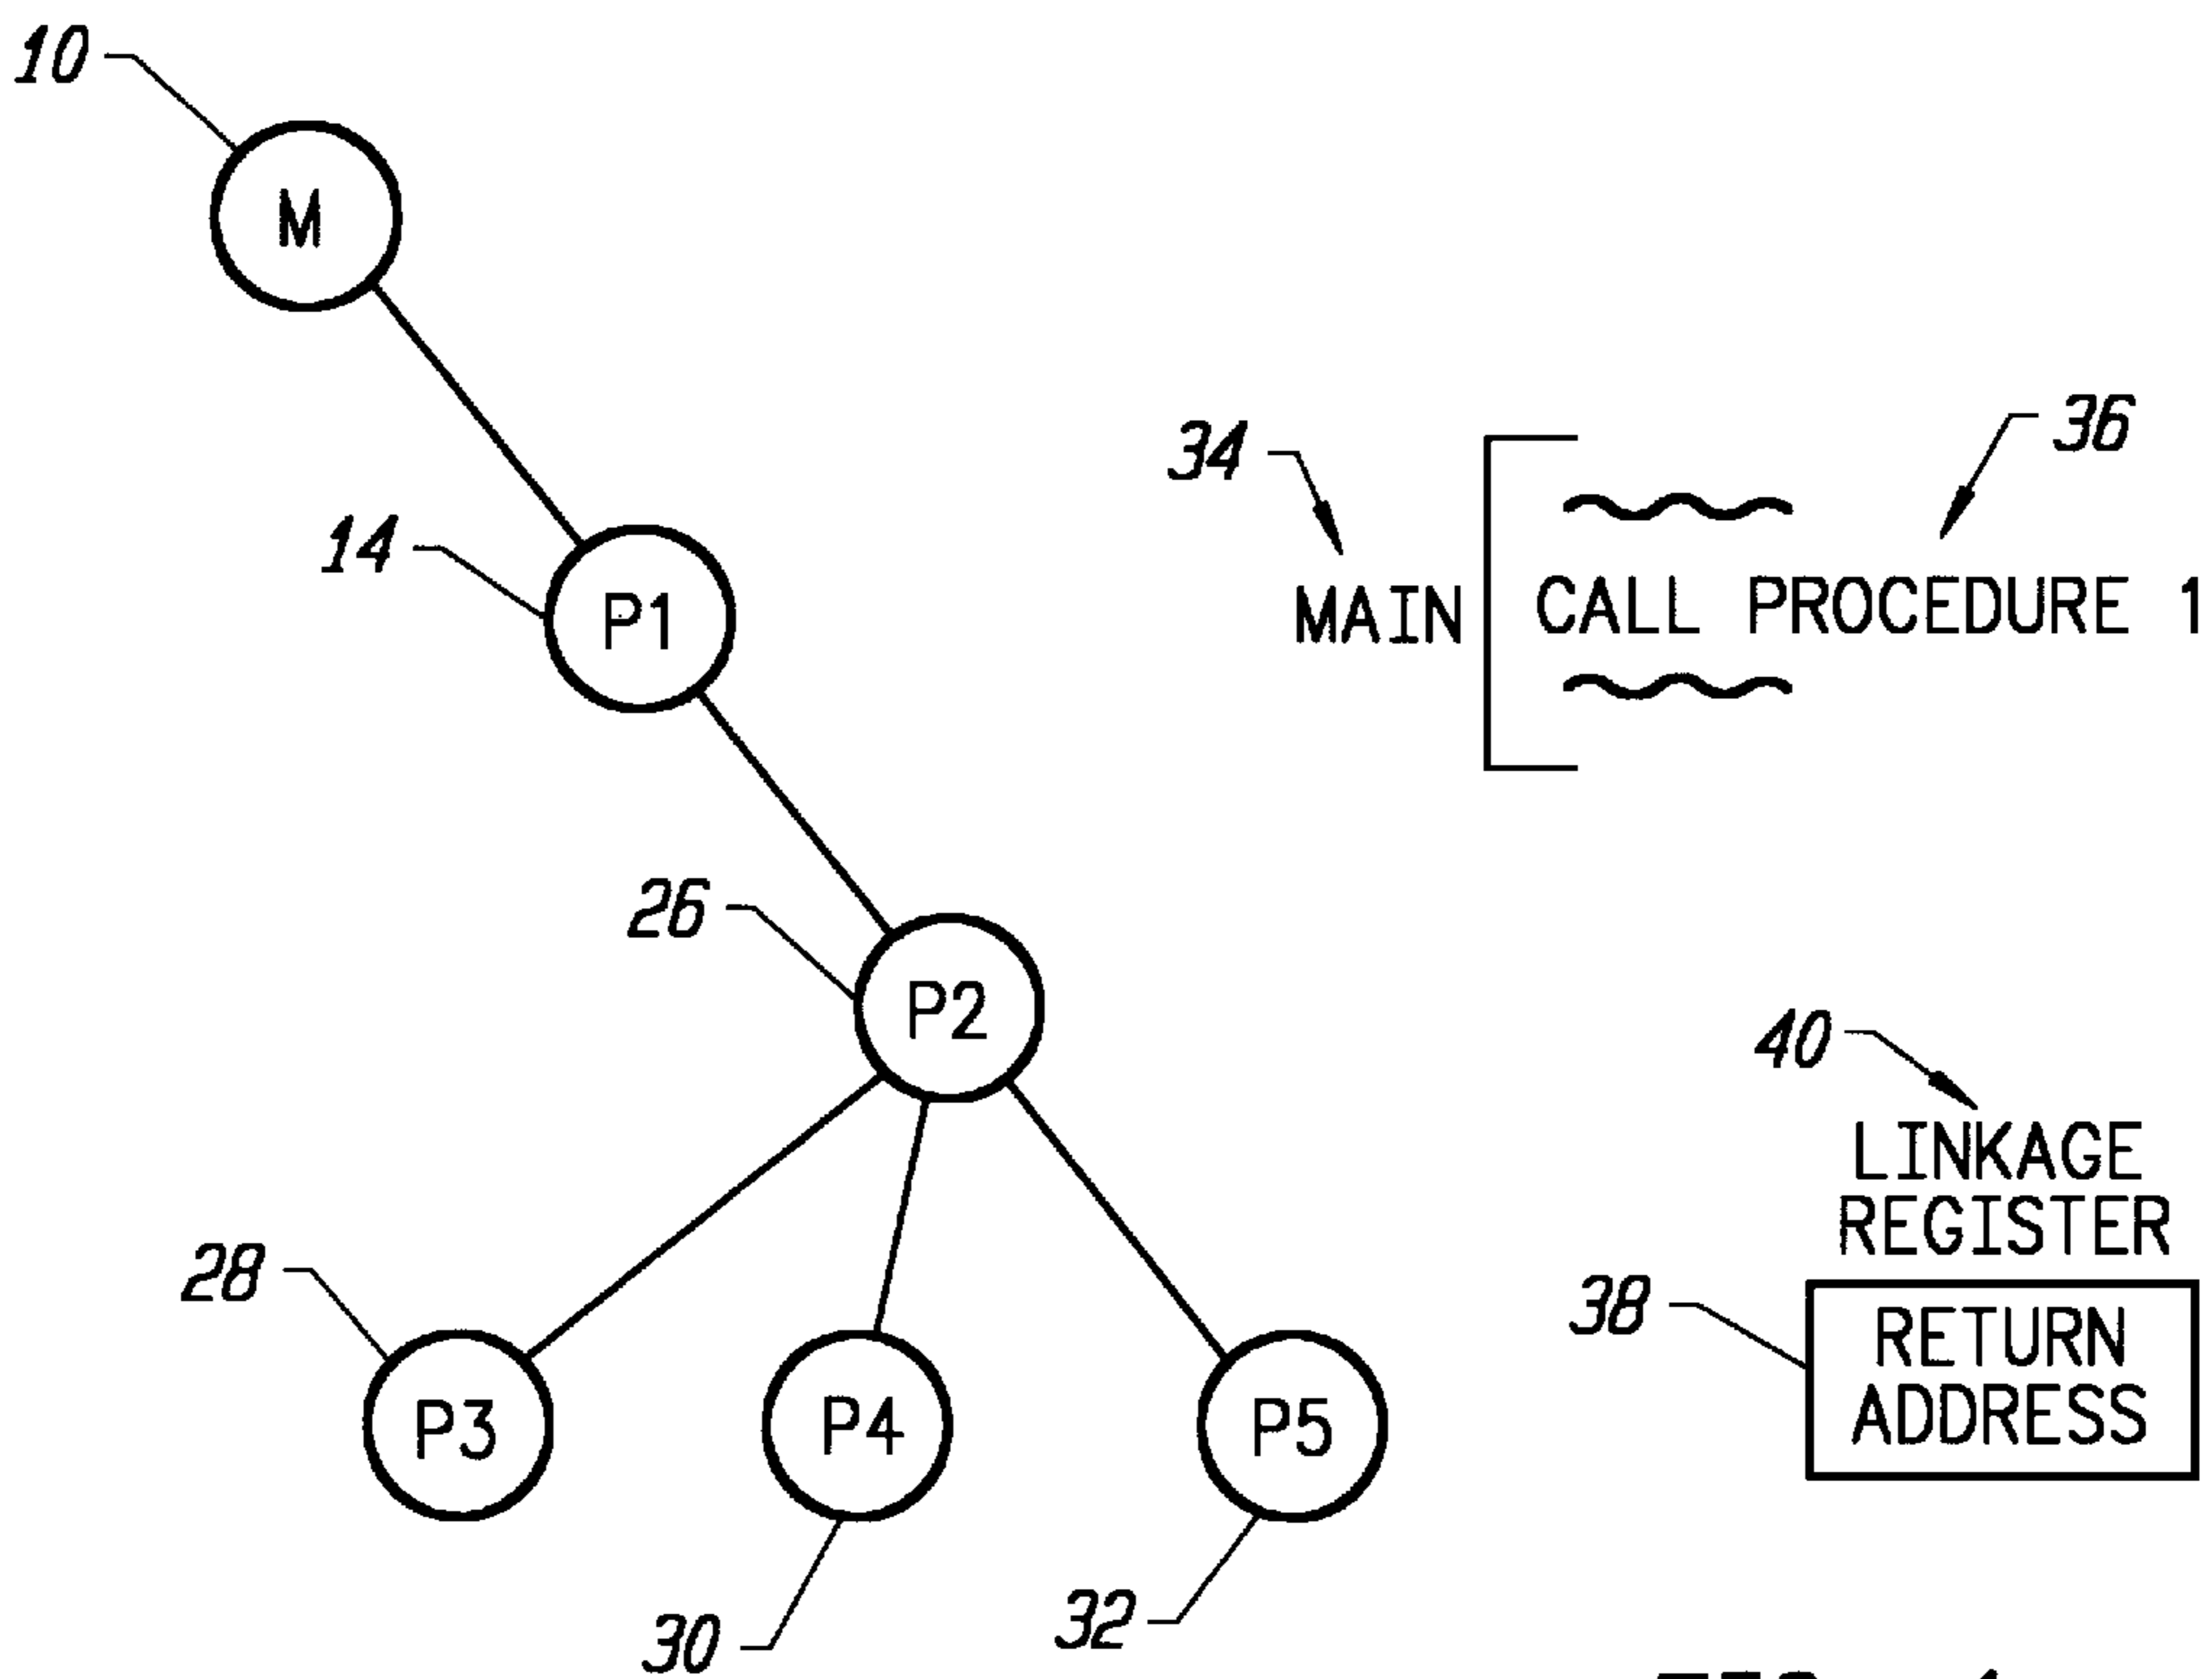 10
M
36
34
14
P1
MAIN
CALL PROCEDURE 1
26
P2
40
LINKAGE
REGISTER
28
38
RETURN
ADDRESS
P3
P4
P5
32
30